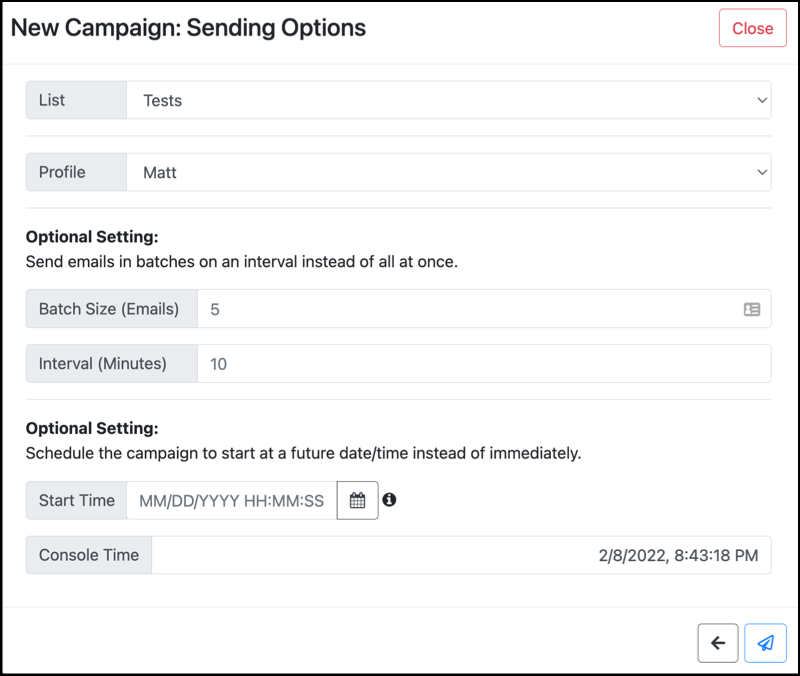 New Campaign: Sending Options
Close
List
Tests
Profile
Matt
Optional Setting:
Send emails in batches on an interval instead of all at once.
Batch Size (Emails)
5
Interval (Minutes)
10
Optional Setting:
Schedule the campaign to start at a future date/time instead of immediately.
Start Time
MM/DD/YYYY HH:MM:SS
Console Time
2/8/2022, 8:43:18 PM